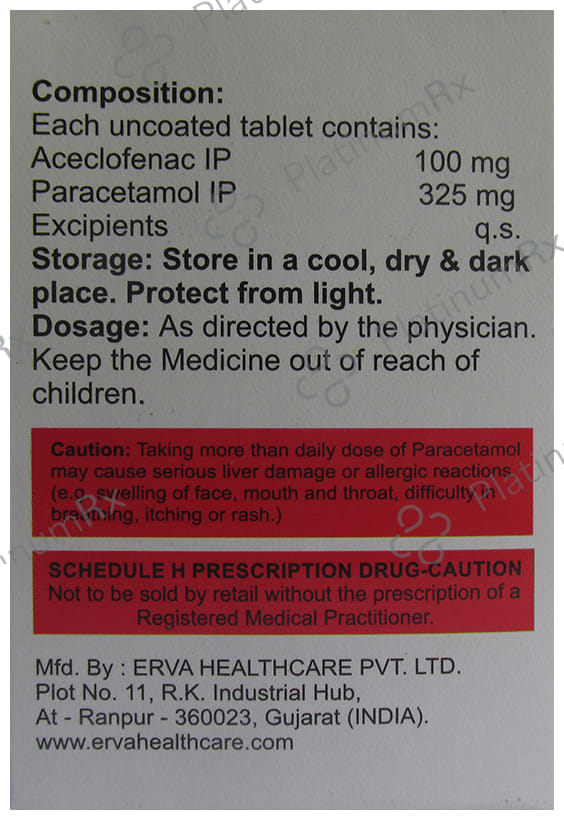 Composition:
Each uncoated tablet contains:
Aceclofenac IP 100 mg
Paracetamol IP 325 mg
Excipients q.s.
Storage: Store in a cool, dry & dark
place. Protect from light.
Dosage: As directed by the physician.
Keep the Medicine out of reach of
children.
Caution: Taking more than daily dose of Paracetamol
may cause serious liver damage or allergic reactions
(e.g. swelling of face, mouth and throat, difficulty in
breathing, itching or rash.)
SCHEDULE H PRESCRIPTION DRUG-CAUTION
Not to be sold by retail without the prescription of a
Registered Medical Practitioner.
Mfd. By : ERVA HEALTHCARE PVT. LTD.
Plot No. 11, R.K. Industrial Hub,
At - Ranpur - 360023, Gujarat (INDIA).
www.ervahealthcare.com
PlatinumRx
PlatinumRx
PlatinumRx
PlatinumRx
Platin